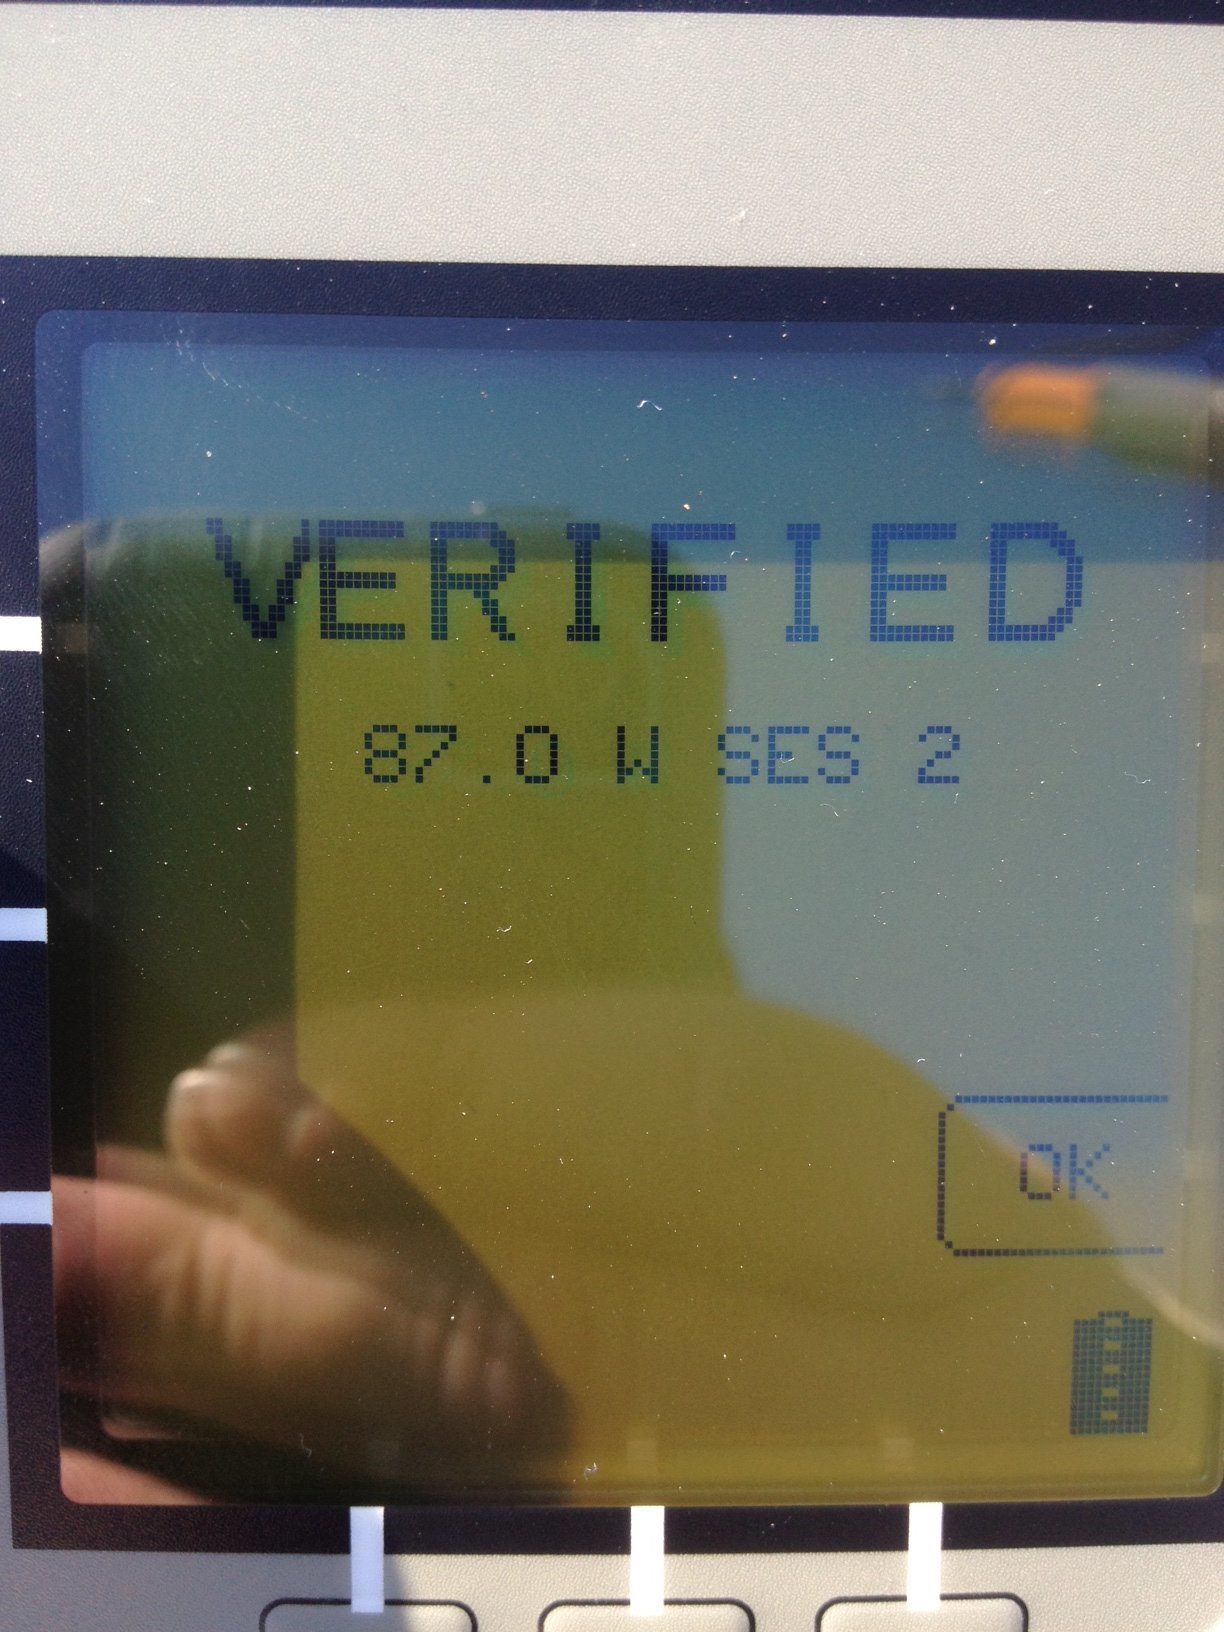 VERIFIED
87.0 W SES 2
OK